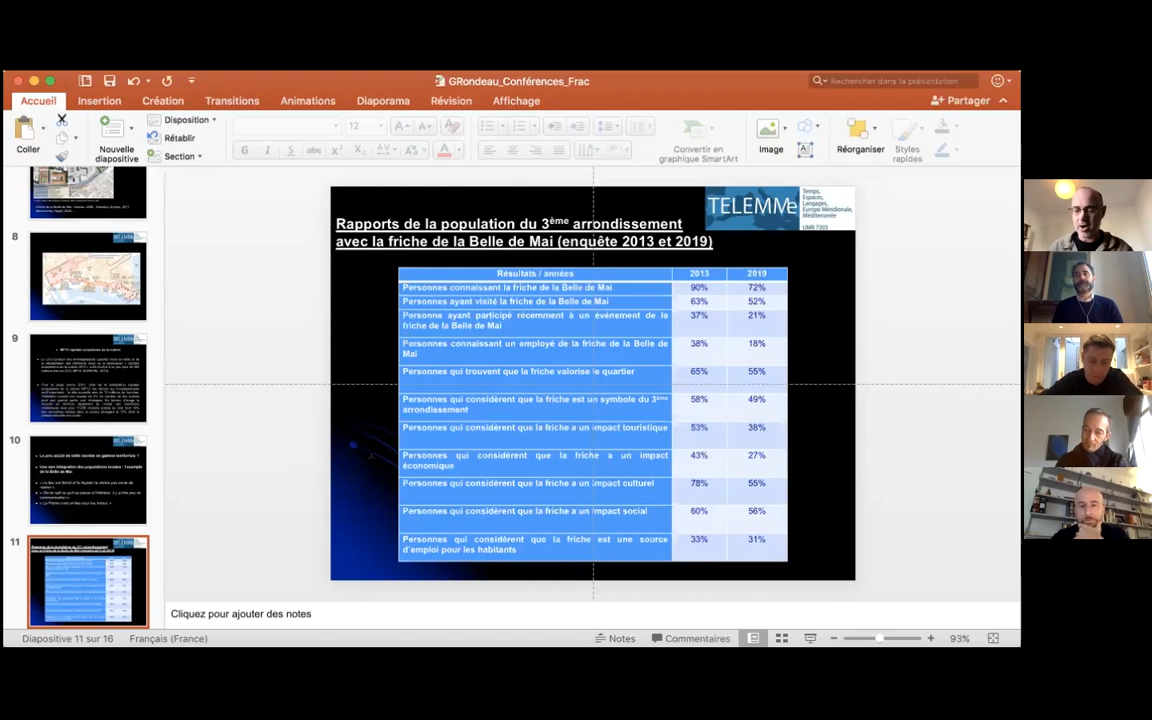 GRondeau_Conférences_Frac
Rechercher dans la présentation
Accueil
Insertion
Création
Transitions
Animations
Diaporama
Révision
Affichage
Partager
Coller
Nouvelle
diapositive
Disposition
Rétablir
Section
12
Convertir en
graphique SmartArt
Image
Réorganiser
Styles
rapides
8
9
10
11
TELEMMe
Temps,
Espaces,
Langages,
Europe Méridionale,
Méditerranée
UMR 7303
Rapports de la population du 3ème arrondissement
avec la friche de la Belle de Mai (enquête 2013 et 2019)
Résultats / années 2013 2019
Personnes connaissant la friche de la Belle de Mai 90% 72%
Personnes ayant visité la friche de la Belle de Mai 63% 52%
Personne ayant participé récemment à un événement de la 37% 21%
friche de la Belle de Mai
Personnes connaissant un employé de la friche de la Belle de 38% 18%
Mai
Personnes qui trouvent que la friche valorise le quartier 65% 55%
Personnes qui considèrent que la friche est un symbole du 3ème 58% 49%
arrondissement
Personnes qui considèrent que la friche a un impact touristique 53% 38%
Personnes qui considèrent que la friche a un impact 43% 27%
économique
Personnes qui considèrent que la friche a un impact culturel 78% 55%
Personnes qui considèrent que la friche a un impact social 60% 56%
Personnes qui considèrent que la friche est une source 33% 31%
d'emploi pour les habitants
Cliquez pour ajouter des notes
Diapositive 11 sur 16
Français (France)
Notes
Commentaires
93%